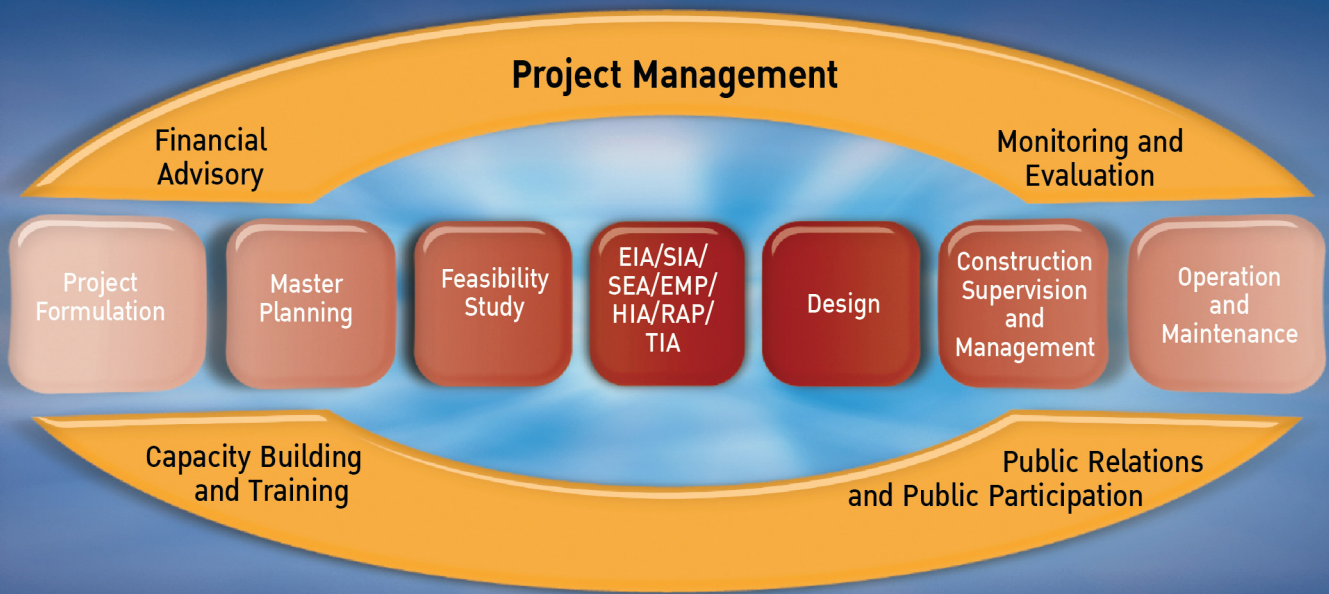 Project Management
Financial
Advisory
Monitoring and
Evaluation
Project
Formulation
Master
Planning
Feasibility
Study
EIA/SIA/
SEA/EMP/
HIA/RAP/
TIA
Design
Construction
Supervision
and
Management
Operation
and
Maintenance
Capacity Building
and Training
Public Relations
and Public Participation